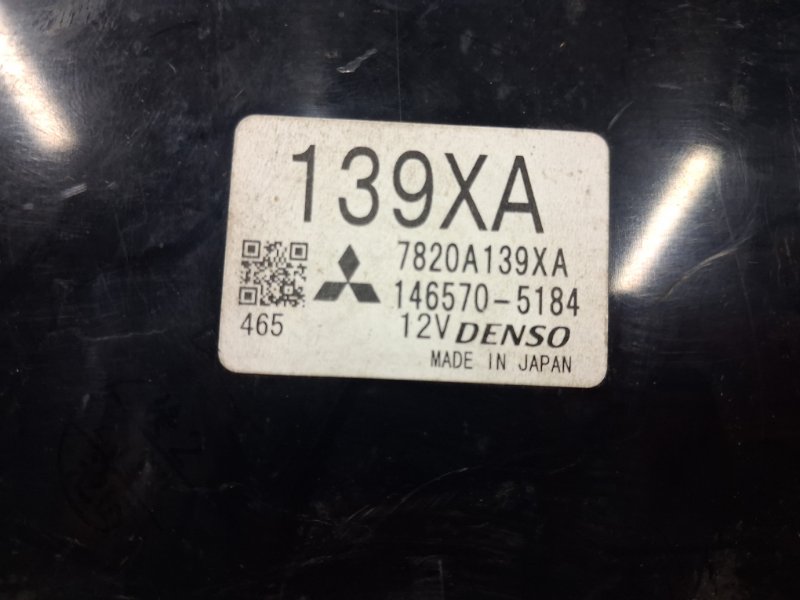 139XA
7820A139XA
146570-5184
465
12V DENSO
MADE IN JAPAN